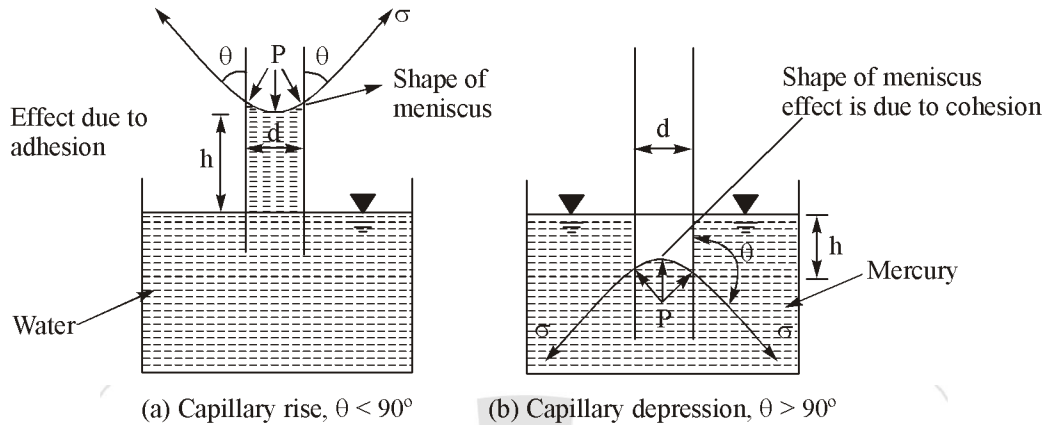 σ
θ
P
θ
Shape of
meniscus
Effect due to
adhesion
d
h
Water
(a) Capillary rise, θ < 90°
Shape of meniscus
effect is due to cohesion
d
θ
h
Mercury
P
σ
σ
(b) Capillary depression, θ > 90°